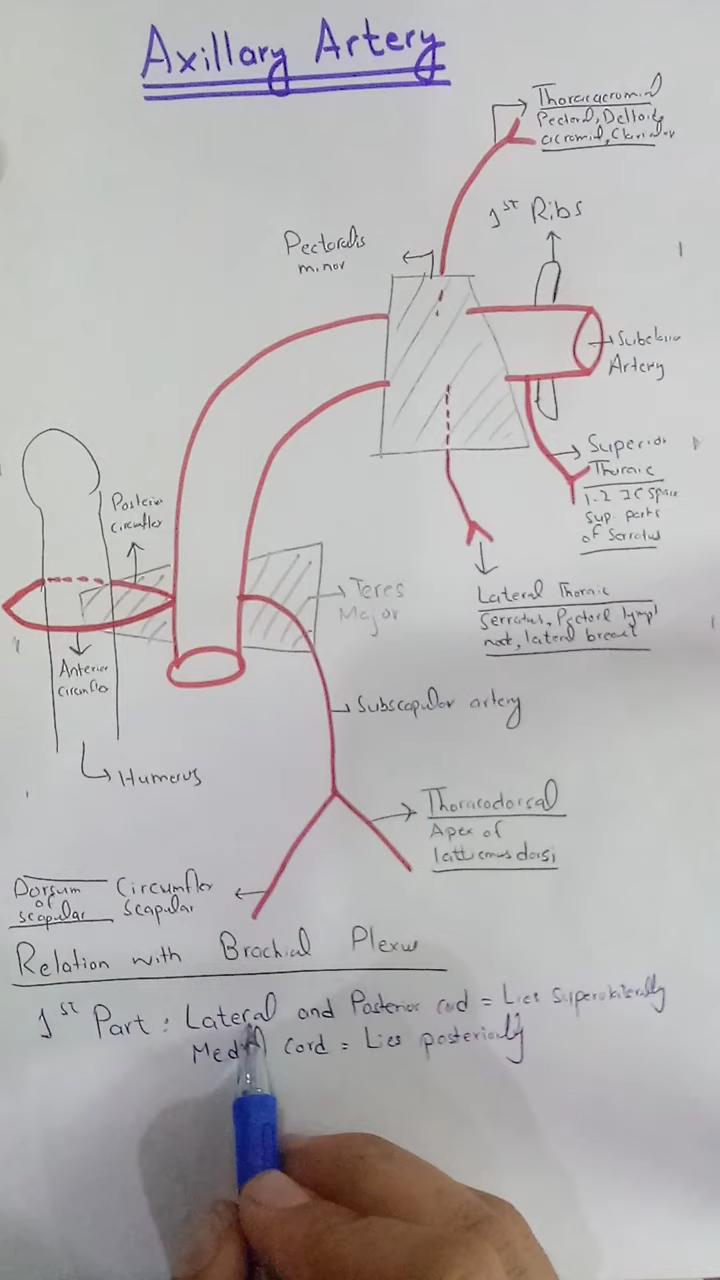 Axillary Artery
Thoracoacromial
Pectoral, Deltoid,
acromial, Clavicular
1ST Ribs
Pectoralis
minor
Subclavian
Artery
Superior
Thoracic
1-2 IC space
Sup. parts
of Serratus
Posterior
circumflex
Teres
Major
Lateral Thoracic
Serratus, Pectoral lymph
node, lateral breast
Anterior
circumflex
Subscapular artery
Humerus
Thoracodorsal
Apex of
lattismus dorsi
Dorsum
of
scapular
Circumflex
Scapular
Relation with Brachial Plexus
1ST Part : Lateral and Posterior cord = Lies Superolaterally
Medial cord = Lies posteriorly